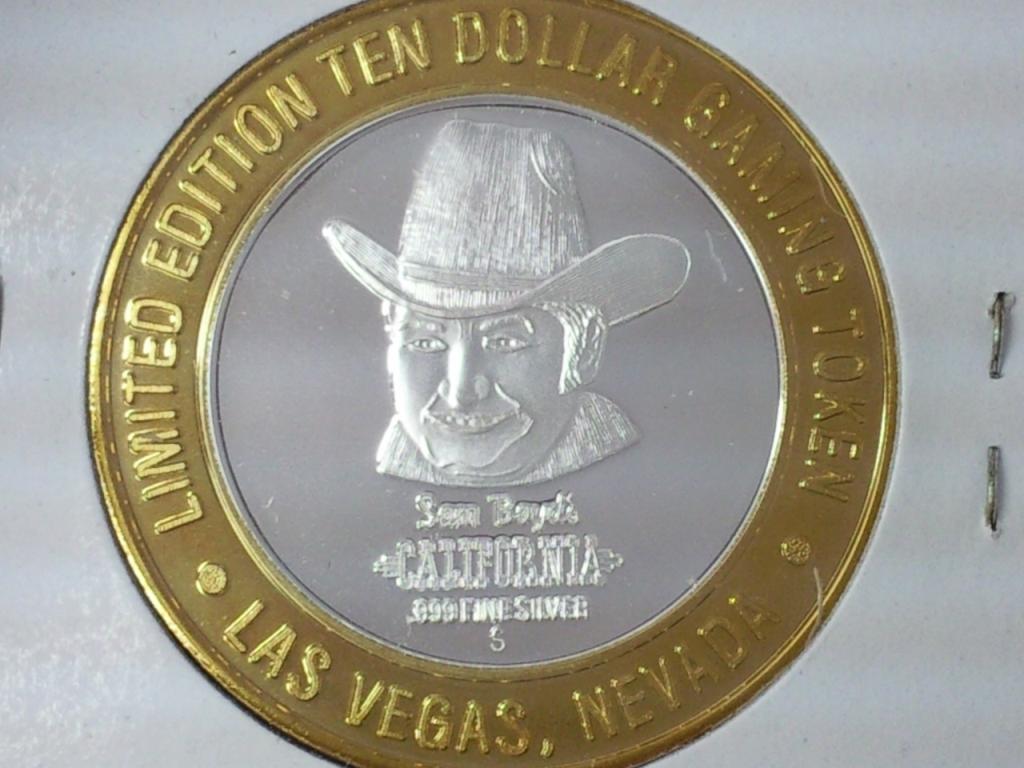 LIMITED EDITION TEN DOLLAR GAMING TOKEN
Sam Boyd's
CALIFORNIA
.999 FINE SILVER
S
• LAS VEGAS, NEVADA •